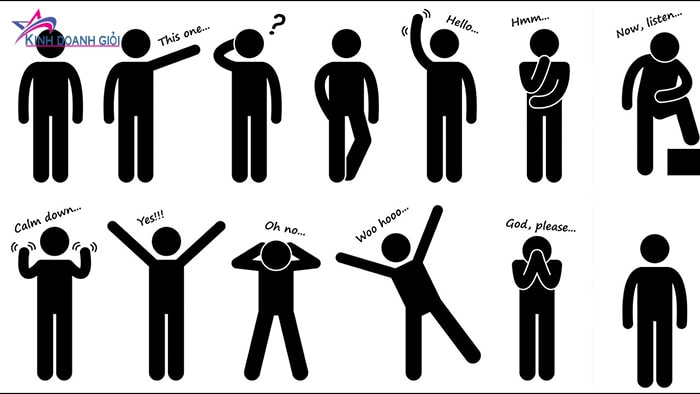 KINH DOANH GIỎI
This one...
?
Hello...
Hmm...
Now, listen...
Calm down...
Yes!!!
Oh no...
Woo hooo...
God, please...